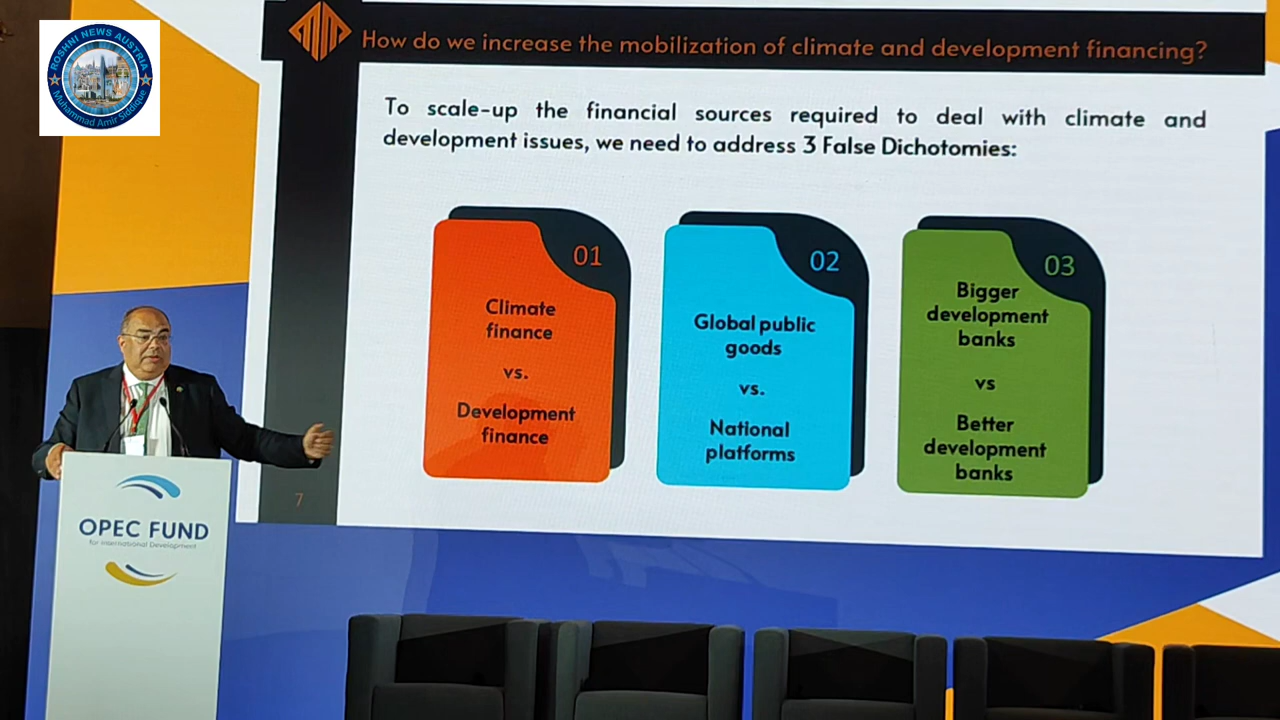 ROSHNI NEWS AUSTRIA
Muhammad Amir Siddique
How do we increase the mobilization of climate and development financing?
To scale-up the financial sources required to deal with climate and
development issues, we need to address 3 False Dichotomies:
01
Climate
finance
vs.
Development
finance
02
Global public
goods
vs.
National
platforms
03
Bigger
development
banks
vs
Better
development
banks
7
OPEC FUND
for International Development